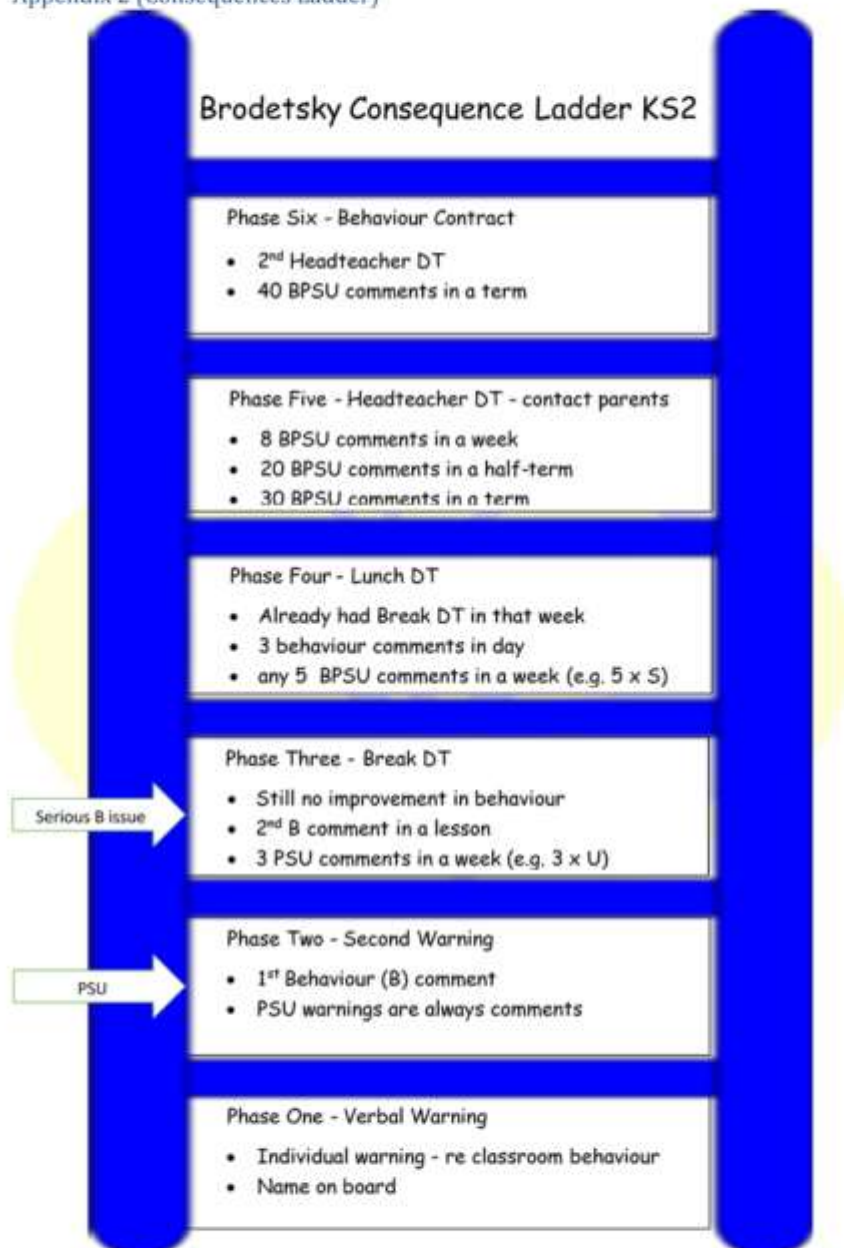 Appendix 2 (Consequences Ladder)
Brodetsky Consequence Ladder KS2
Phase Six - Behaviour Contract
• 2nd Headteacher DT
• 40 BPSU comments in a term
Phase Five - Headteacher DT - contact parents
• 8 BPSU comments in a week
• 20 BPSU comments in a half-term
• 30 BPSU comments in a term
Phase Four - Lunch DT
• Already had Break DT in that week
• 3 behaviour comments in day
• any 5 BPSU comments in a week (e.g. 5 x S)
Phase Three - Break DT
• Still no improvement in behaviour
Serious B issue
• 2nd B comment in a lesson
• 3 PSU comments in a week (e.g. 3 x U)
Phase Two - Second Warning
• 1st Behaviour (B) comment
PSU
• PSU warnings are always comments
Phase One - Verbal Warning
• Individual warning - re classroom behaviour
• Name on board